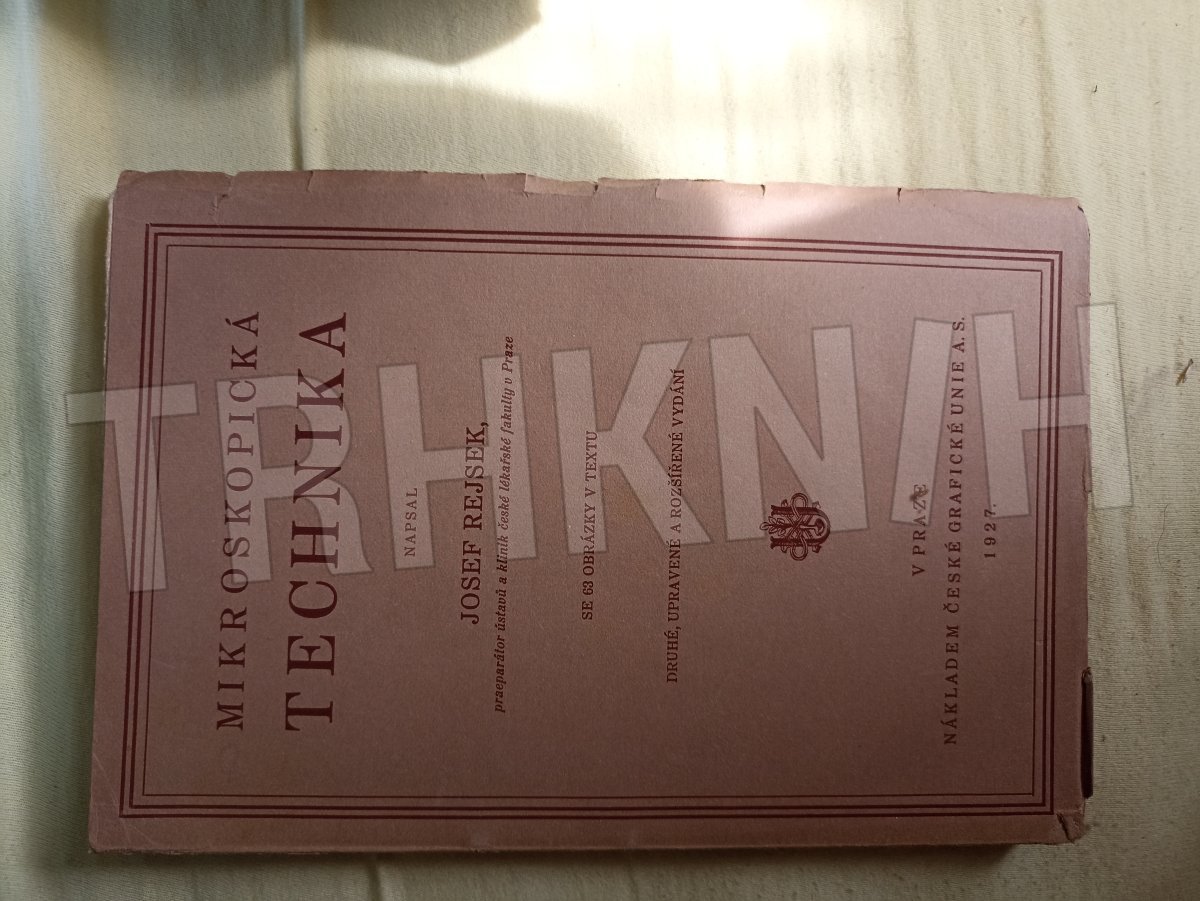 MIKROSKOPICKÁ
TECHNIKA
NAPSAL
JOSEF REJSEK,
praeparátor ústavů a klinik české lékařské fakulty v Praze
SE 63 OBRÁZKY V TEXTU
DRUHÉ, UPRAVENÉ A ROZŠÍŘENÉ VYDÁNÍ
V PRAZE
NÁKLADEM ČESKÉ GRAFICKÉ UNIE A. S.
1927.
TRHKNIH